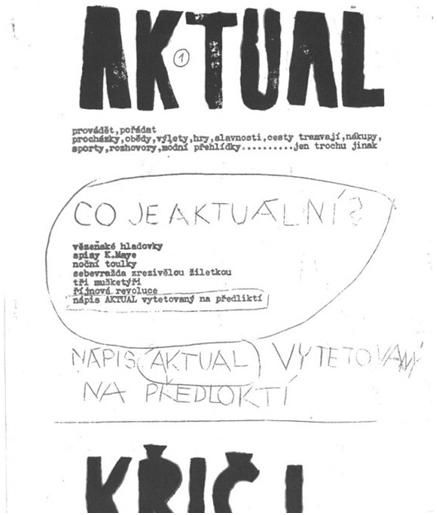 AKTUAL
1
provádět,pořádat
procházky,obědy,výlety,hry,slavnosti,cesty tramvají,nákupy,
sporty,rozhovory,módní přehlídky..........jen trochu jinak
CO JE AKTUÁLNÍ?
vězeňské hladovky
spisy K.Maye
noční toulky
sebevražda zrezivělou žiletkou
tři mušketýři
říjnová revoluce
nápis AKTUAL vytetovaný na předloktí
NÁPIS AKTUAL VYTETOVANÝ
NA PŘEDLOKTÍ
KŘIČ!